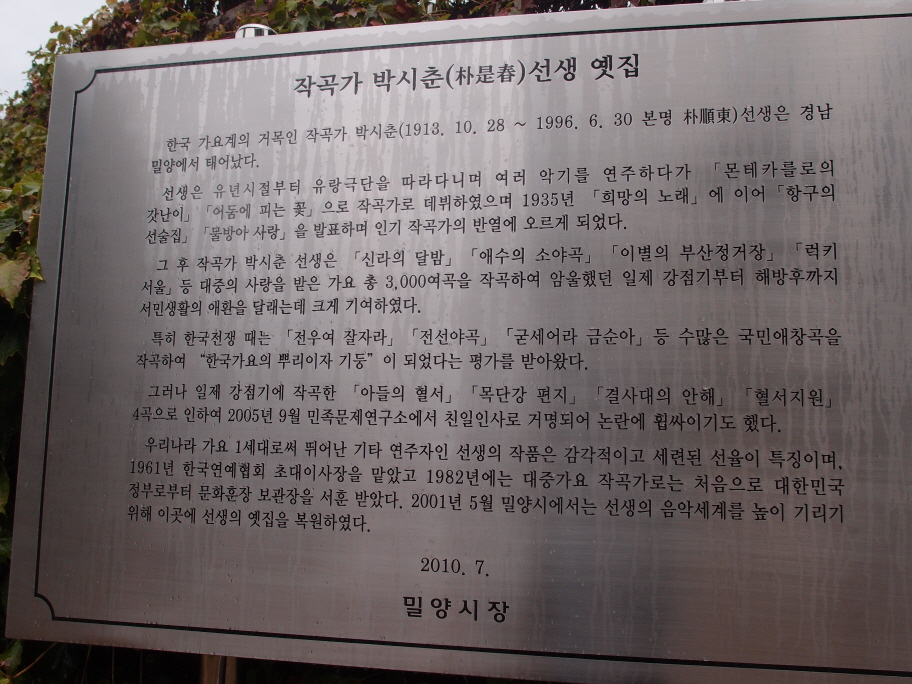 작곡가 박시춘(朴是春)선생 옛집
한국 가요계의 거목인 작곡가 박시춘(1913. 10. 28 ~ 1996. 6. 30 본명 朴順東)선생은 경남
밀양에서 태어났다.
선생은 유년시절부터 유랑극단을 따라다니며 여러 악기를 연주하다가 「몬테카를로의
갓난이」「어둠에 피는 꽃」으로 작곡가로 데뷔하였으며 1935년 「희망의 노래」에 이어「항구의
선술집」「물방아 사랑」을 발표하며 인기 작곡가의 반열에 오르게 되었다.
그 후 작곡가 박시춘 선생은 「신라의 달밤」 「애수의 소야곡」 「이별의 부산정거장」 「럭키
서울」등 대중의 사랑을 받은 가요 총 3,000여곡을 작곡하여 암울했던 일제 강점기부터 해방후까지
서민생활의 애환을 달래는데 크게 기여하였다.
특히 한국전쟁 때는 「전우여 잘자라」 「전선야곡」 「굳세어라 금순아」등 수많은 국민애창곡을
작곡하여 “한국가요의 뿌리이자 기둥”이 되었다는 평가를 받아왔다.
그러나 일제 강점기에 작곡한 「아들의 혈서」 「목단강 편지」 「결사대의 안해」 「혈서지원」
4곡으로 인하여 2005년 9월 민족문제연구소에서 친일인사로 거명되어 논란에 휩싸이기도 했다.
우리나라 가요 1세대로써 뛰어난 기타 연주자인 선생의 작품은 감각적이고 세련된 선율이 특징이며,
1961년 한국연예협회 초대이사장을 맡았고 1982년에는 대중가요 작곡가로는 처음으로 대한민국
정부로부터 문화훈장 보관장을 서훈 받았다. 2001년 5월 밀양시에서는 선생의 음악세계를 높이 기리기
위해 이곳에 선생의 옛집을 복원하였다.
2010. 7.
밀양시장